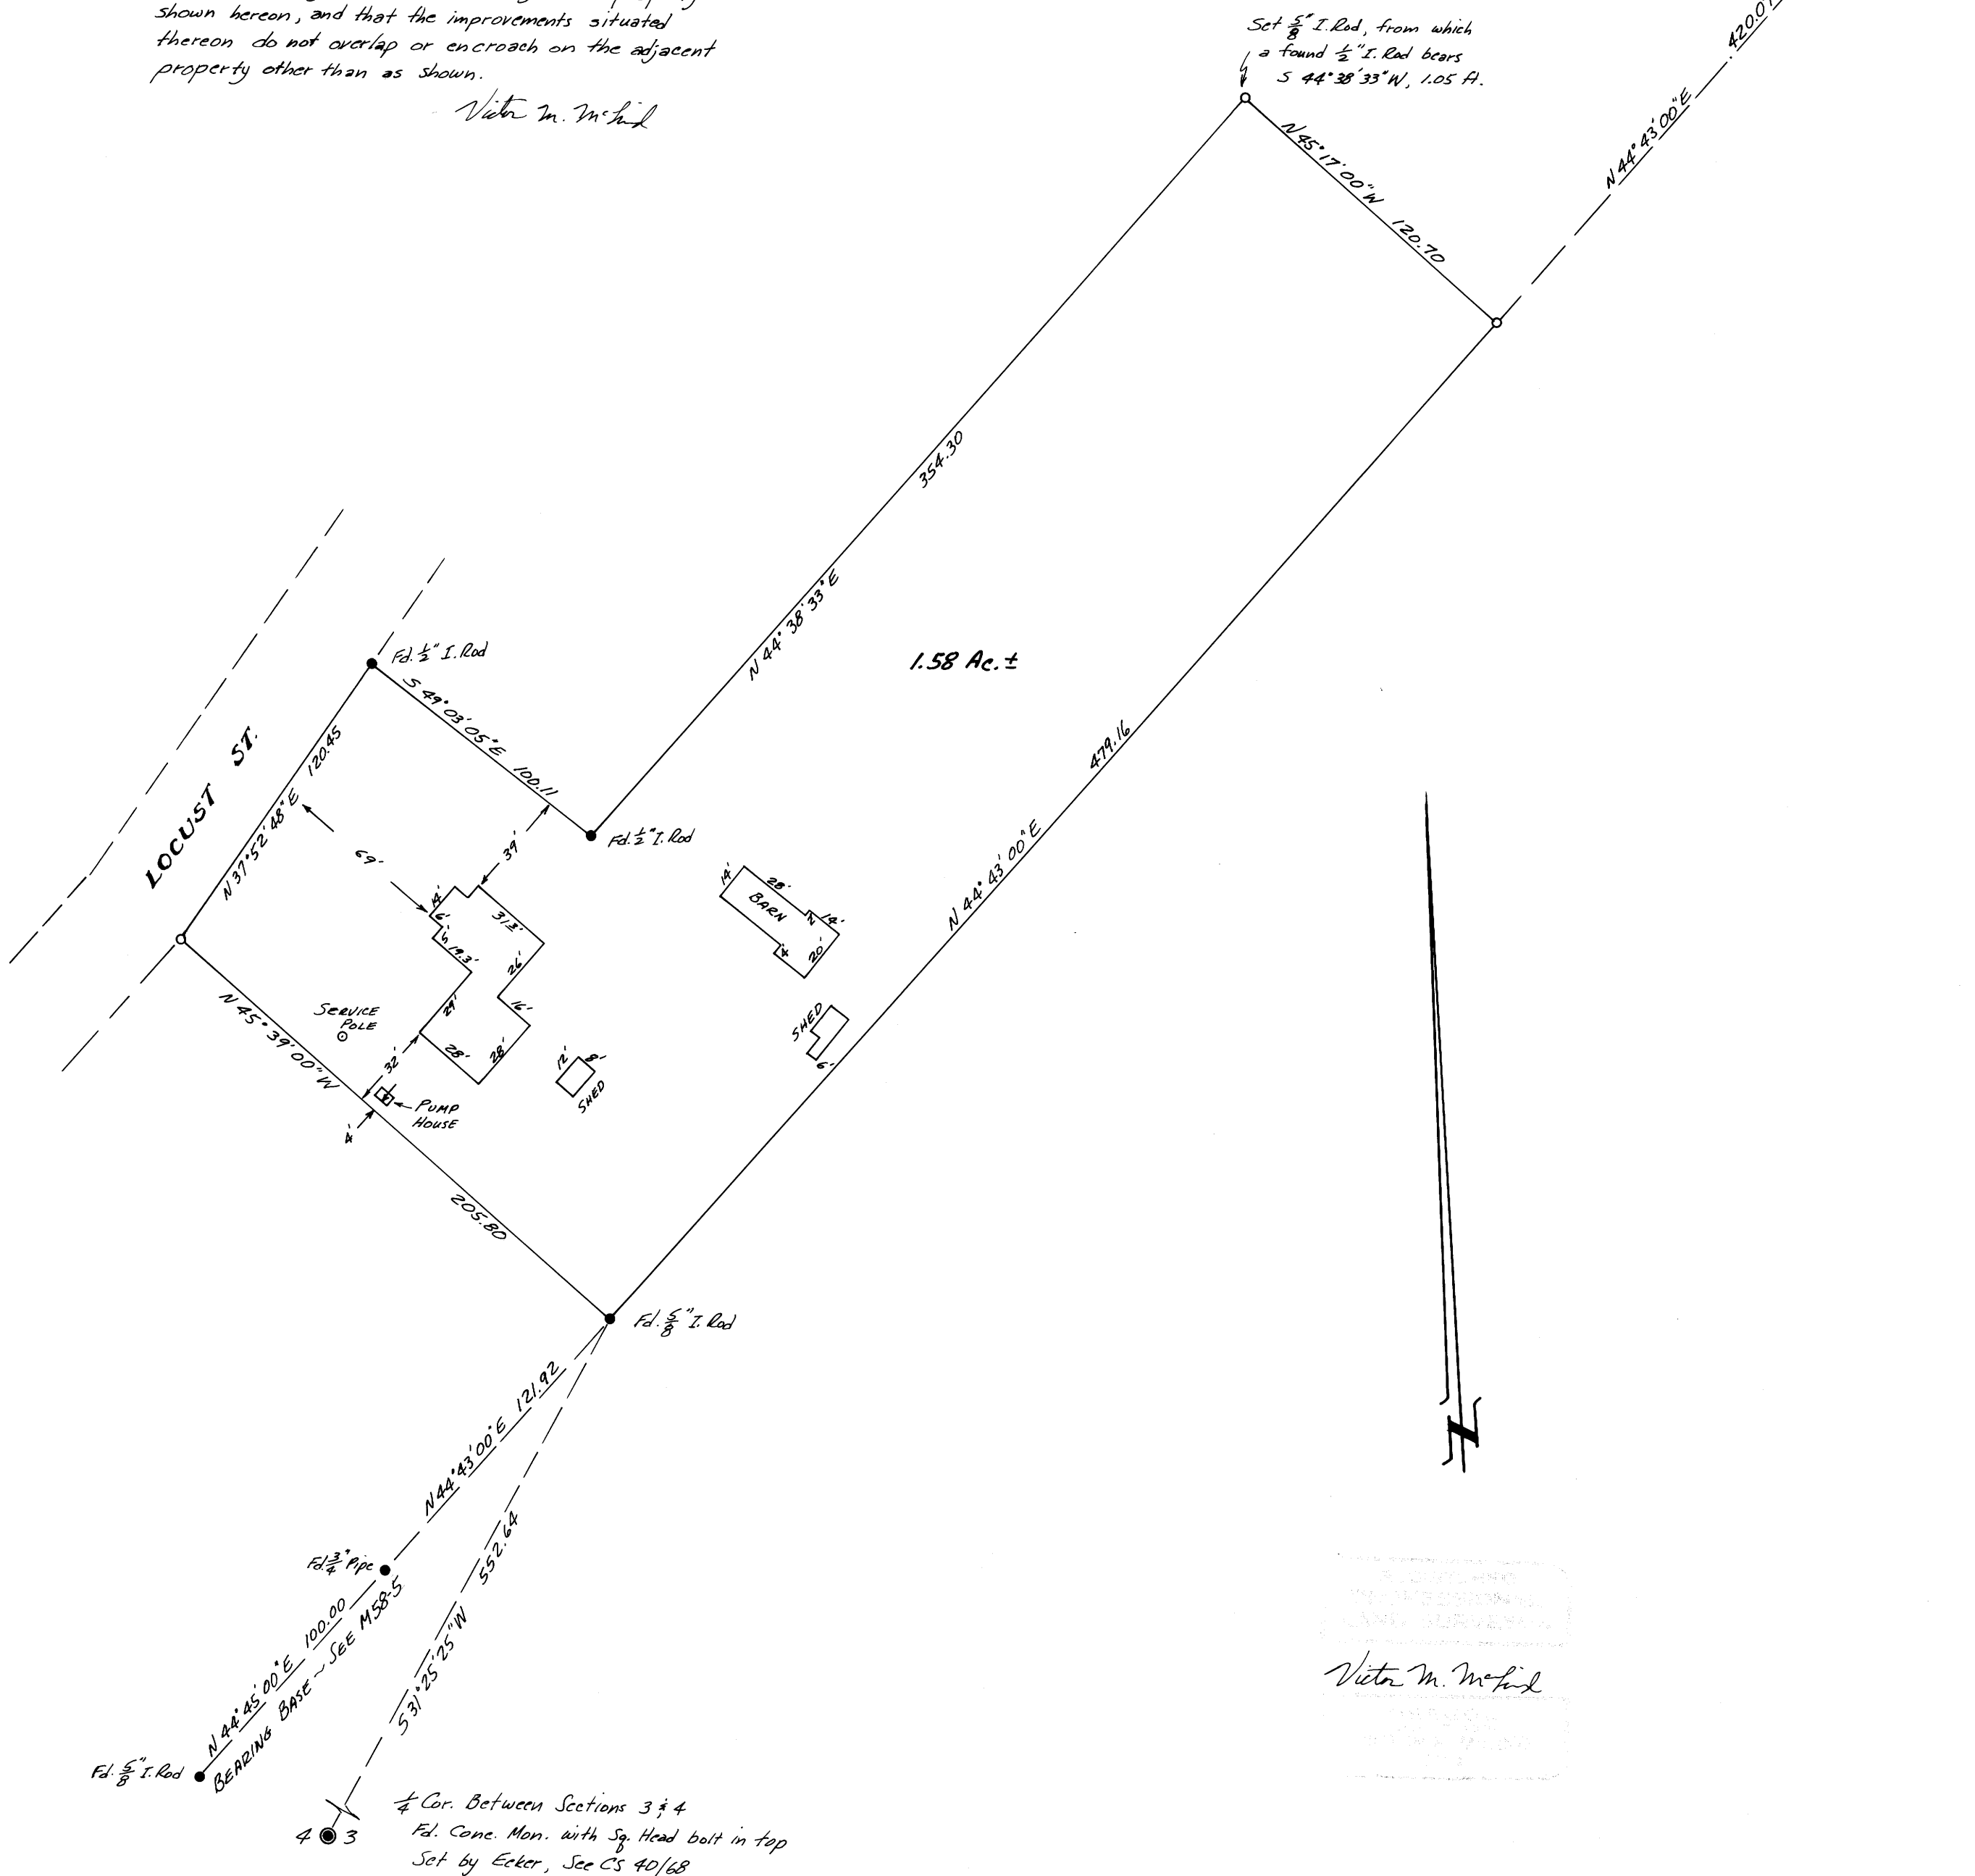 shown hereon, and that the improvements situated
thereon do not overlap or encroach on the adjacent
property other than as shown.
Set 5/8" I. Rod, from which
a found 1/2" I. Rod bears
S 44°38'33"W, 1.05 ft.
420.07
N 44°43'00"E
N 45°17'00"W 120.70
354.30
N 44°38'33"E
1.58 Ac.±
479.16
N 44°43'00"E
Fd. 1/2" I. Rod
S 49°03'05"E 100.11
Fd. 1/2" I. Rod
LOCUST ST.
N 37°52'48"E 120.45
69'
39'
14'
6'
5'
19.3'
31.3'
26'
16'
29'
28'
28'
32'
14'
28'
BARN
2'
14'
4'
20'
SHED
6'
12'
8'
SHED
SERVICE
POLE
N 45°39'00"W
PUMP
HOUSE
4'
205.80
Fd. 5/8" I. Rod
N44°43'00"E 121.92
552.64
S31°25'25"W
Fd. 3/4" Pipe
N 44°45'00"E 100.00
BEARING BASE ~ SEE M58-5
Fd. 5/8" I. Rod
4 3
1/4 Cor. Between Sections 3 & 4
Fd. Conc. Mon. with Sq. Head bolt in top
Set by Ecker, See CS 40/68
N
Victor M.